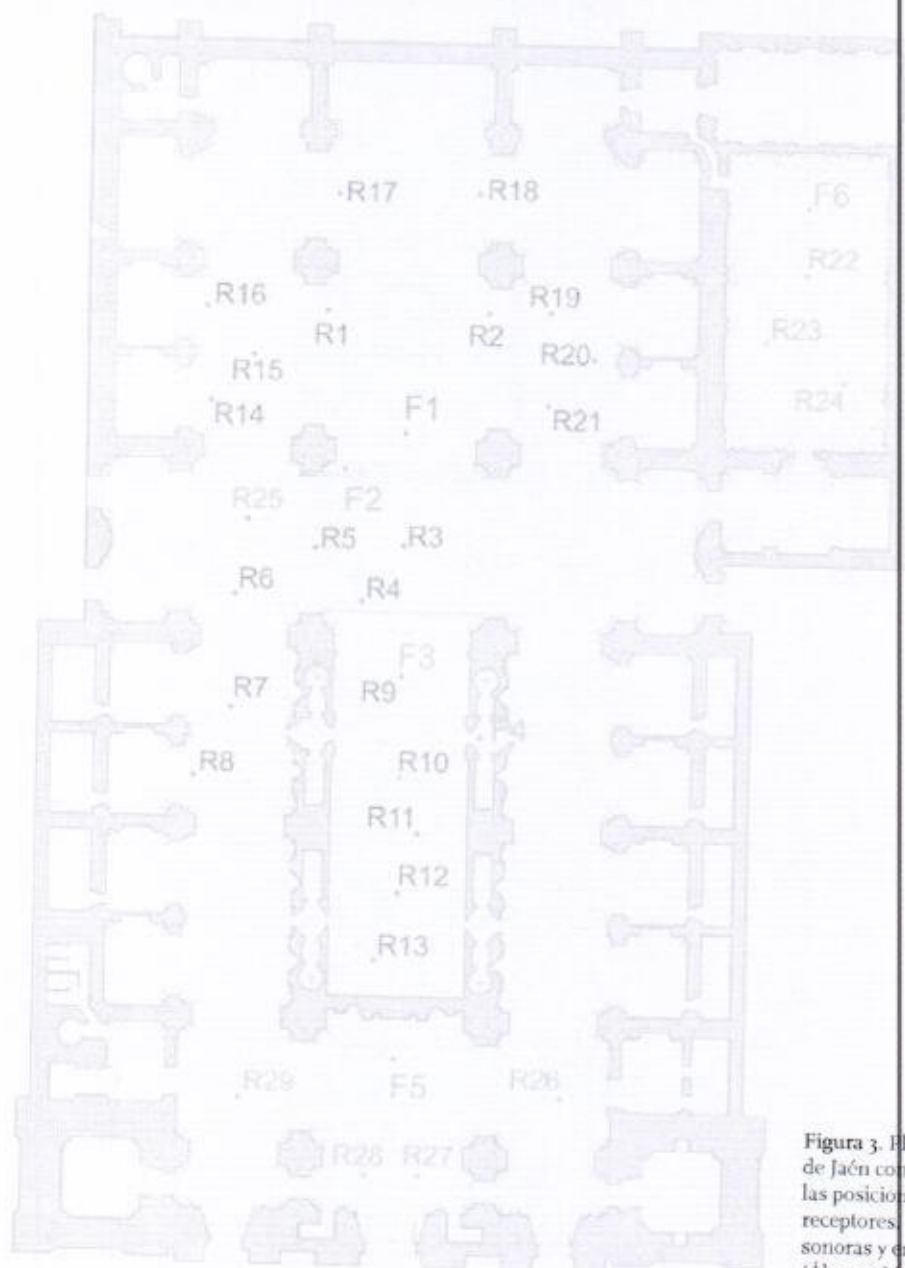 R17 R18 F6
R22
R16 R19
R1 R2 R23
R15 R20
R14 F1 R21 R24
R25 F2
R5 R3
R6 R4
F3
R7 R9
F4
R8 R10
R11
R12
R13
R29 F5 R26
R28 R27
Figura 3.
de Jaén con
las
receptores.
sonoras y